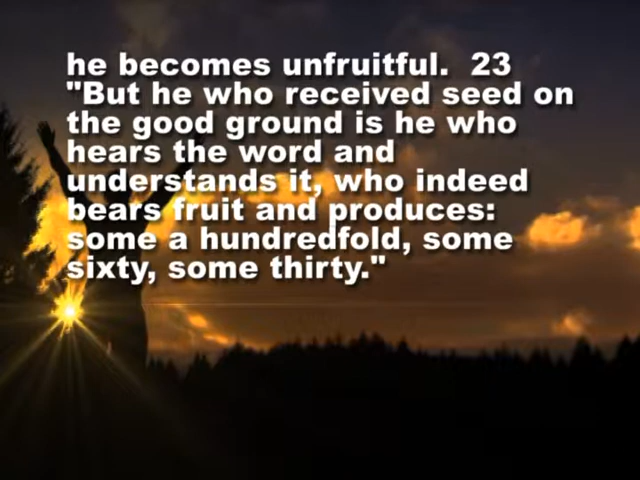 he becomes unfruitful.  23
"But he who received seed on
the good ground is he who
hears the word and
understands it, who indeed
bears fruit and produces:
some a hundredfold, some
sixty, some thirty."